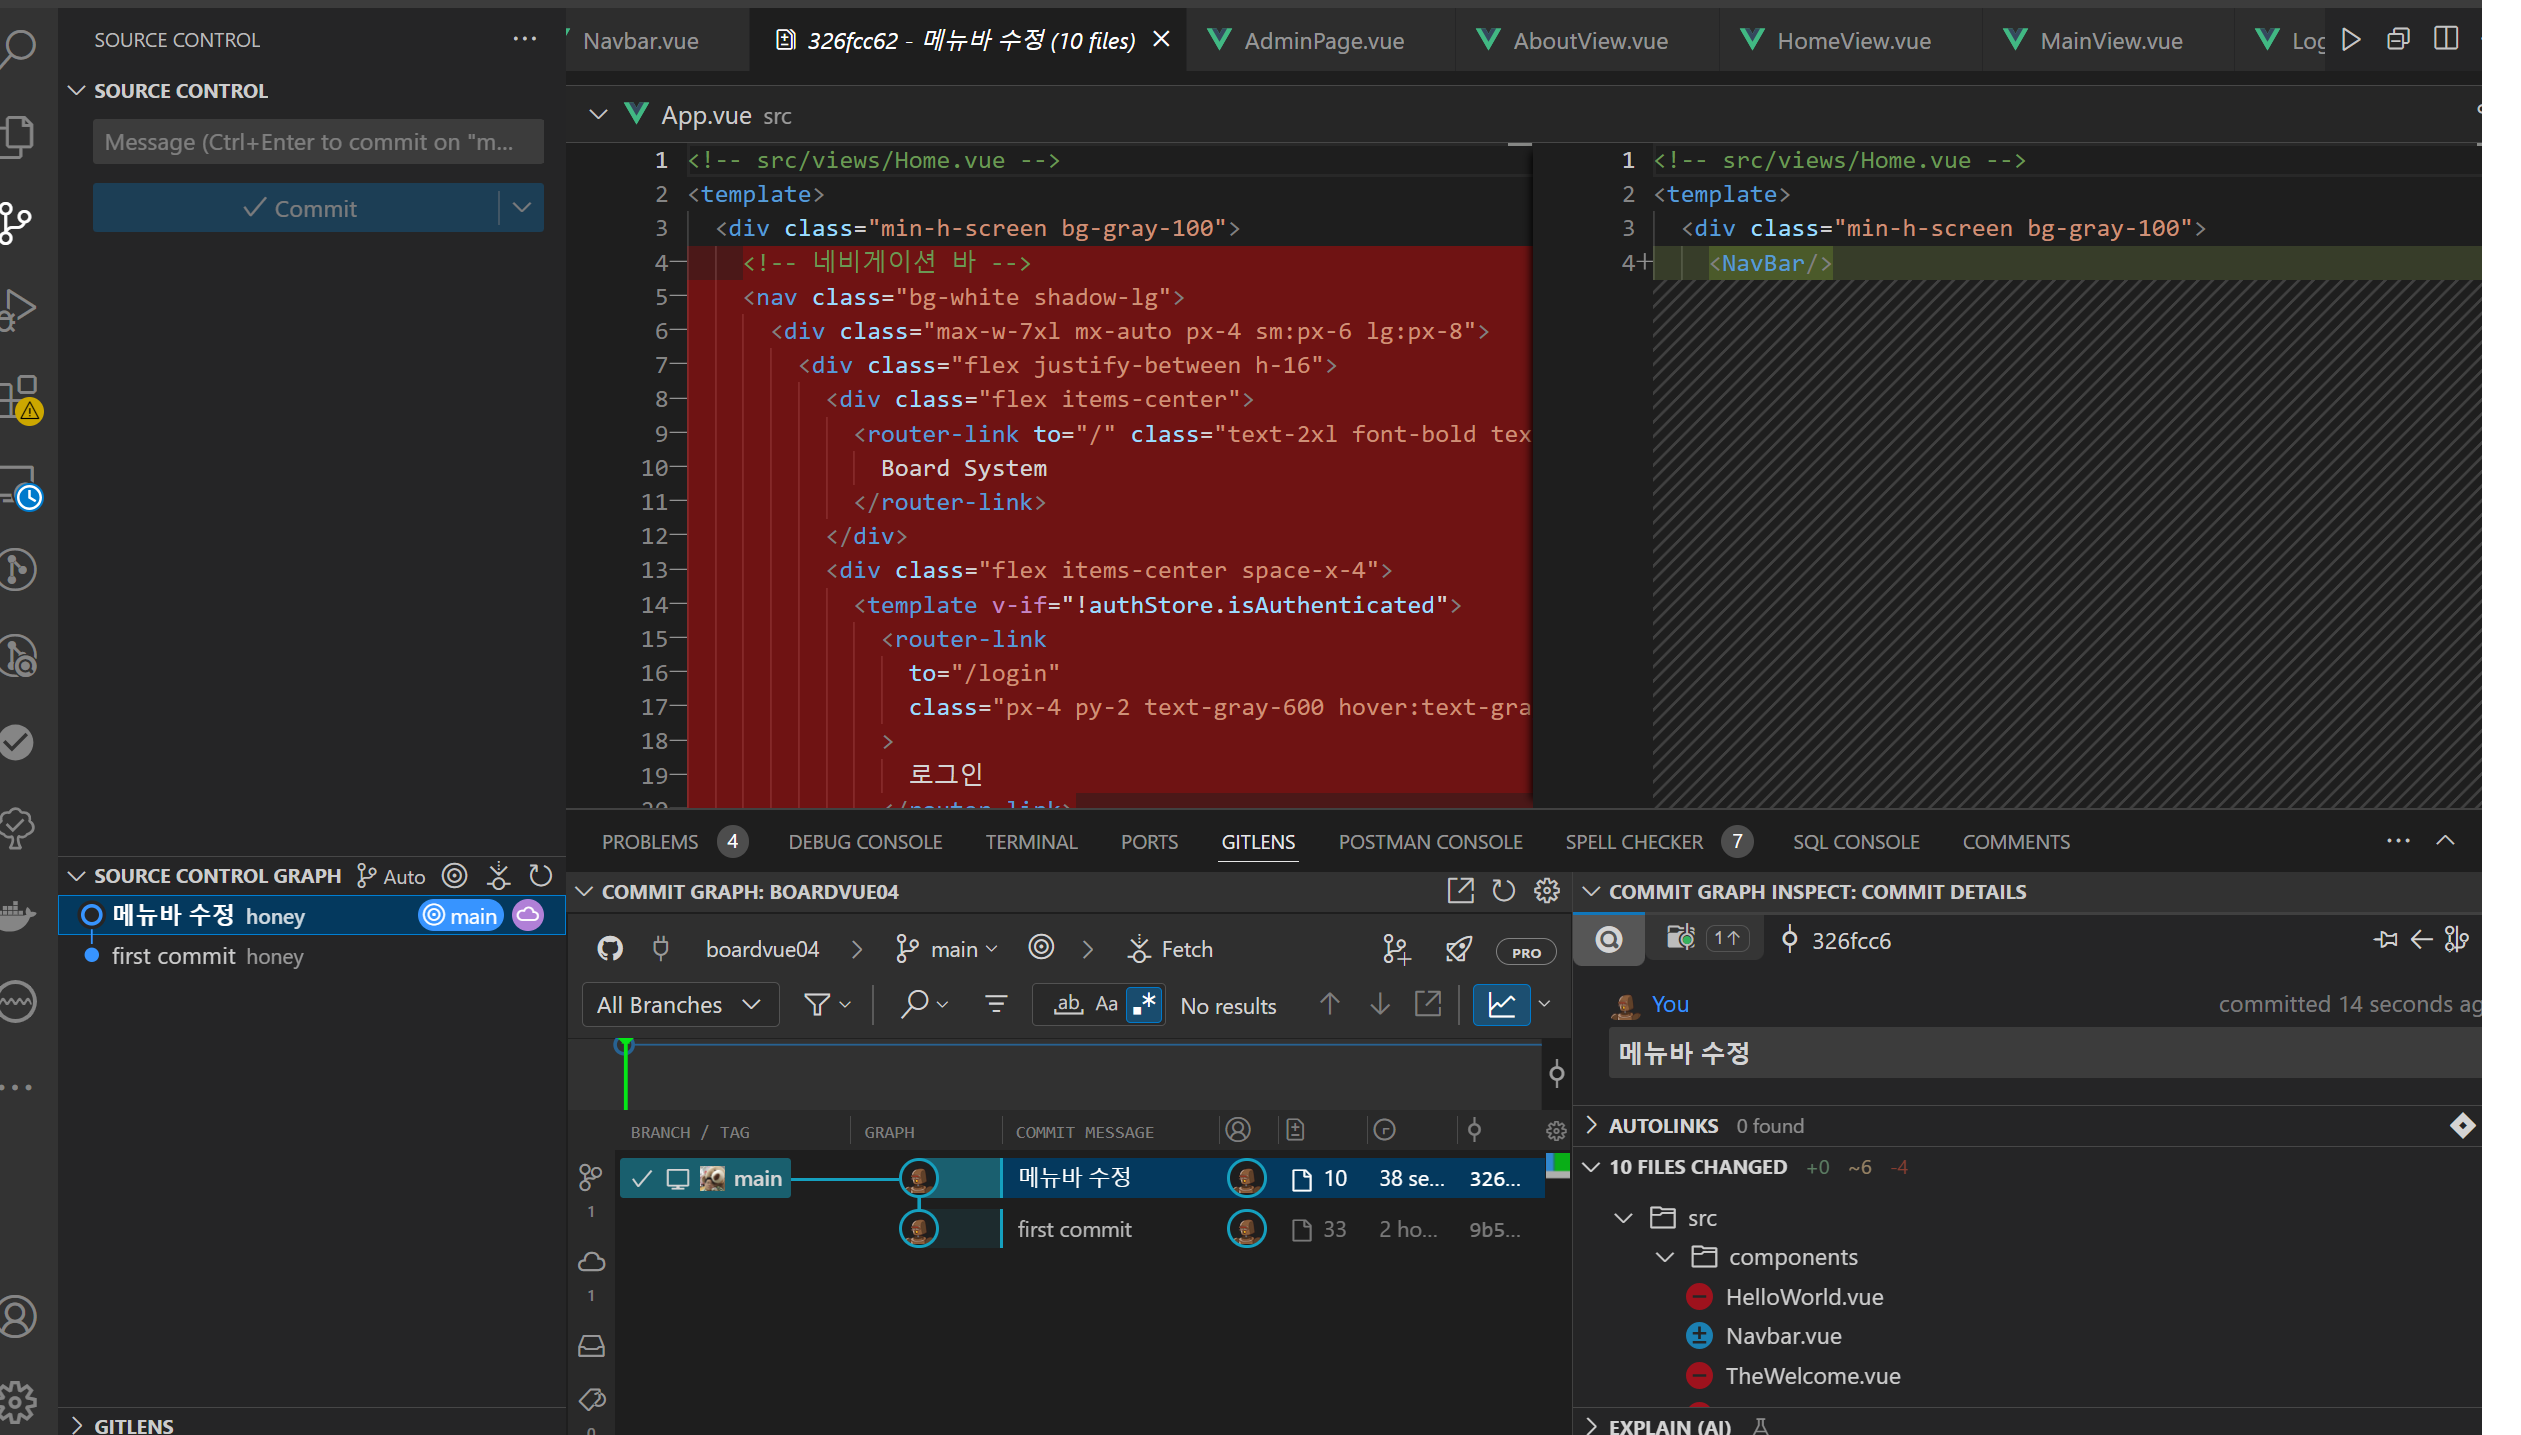 SOURCE CONTROL
SOURCE CONTROL
Message (Ctrl+Enter to commit on "m...
Commit
SOURCE CONTROL GRAPH Auto
메뉴바 수정 honey main
first commit honey
GITLENS
Navbar.vue
326fcc62 - 메뉴바 수정 (10 files)
AdminPage.vue
AboutView.vue
HomeView.vue
MainView.vue
Log
App.vue src
1 <!-- src/views/Home.vue -->
2 <template>
3 <div class="min-h-screen bg-gray-100">
4— <!-- 네비게이션 바 -->
5— <nav class="bg-white shadow-lg">
6— <div class="max-w-7xl mx-auto px-4 sm:px-6 lg:px-8">
7— <div class="flex justify-between h-16">
8— <div class="flex items-center">
9— <router-link to="/" class="text-2xl font-bold tex
10— Board System
11— </router-link>
12— </div>
13— <div class="flex items-center space-x-4">
14— <template v-if="!authStore.isAuthenticated">
15— <router-link
16— to="/login"
17— class="px-4 py-2 text-gray-600 hover:text-gra
18— >
19— 로그인
20 </router-link>
1 <!-- src/views/Home.vue -->
2 <template>
3 <div class="min-h-screen bg-gray-100">
4+ <NavBar/>
PROBLEMS 4 DEBUG CONSOLE TERMINAL PORTS GITLENS POSTMAN CONSOLE SPELL CHECKER 7 SQL CONSOLE COMMENTS
COMMIT GRAPH: BOARDVUE04
boardvue04 main Fetch PRO
All Branches ab Aa No results
BRANCH / TAG GRAPH COMMIT MESSAGE
main 메뉴바 수정 10 38 se... 326...
first commit 33 2 ho... 9b5...
1
1
0
COMMIT GRAPH INSPECT: COMMIT DETAILS
1↑ 326fcc6
You committed 14 seconds ag
메뉴바 수정
AUTOLINKS 0 found
10 FILES CHANGED +0 ~6 -4
src
components
HelloWorld.vue
Navbar.vue
TheWelcome.vue
EXPLAIN (AI)